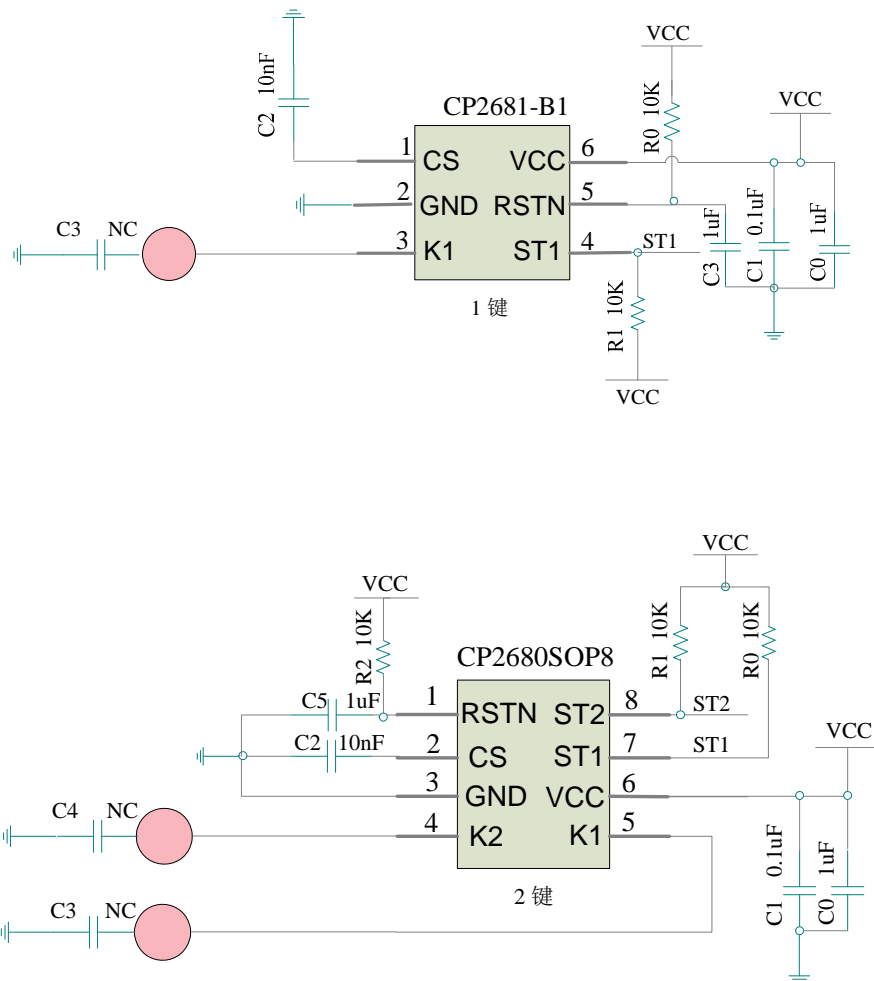 VCC
C2 10nF
R0 10K
VCC
CP2681-B1
1 CS VCC 6
2 GND RSTN 5
3 K1 ST1 4
ST1
C3 NC
C3 1uF
C1 0.1uF
C0 1uF
1 键
R1 10K
VCC
VCC
VCC
R2 10K
R1 10K
R0 10K
CP2680SOP8
C5 1uF
1 RSTN ST2 8
ST2
C2 10nF
2 CS ST1 7
ST1
VCC
3 GND VCC 6
C4 NC
4 K2 K1 5
C1 0.1uF
C0 1uF
2 键
C3 NC